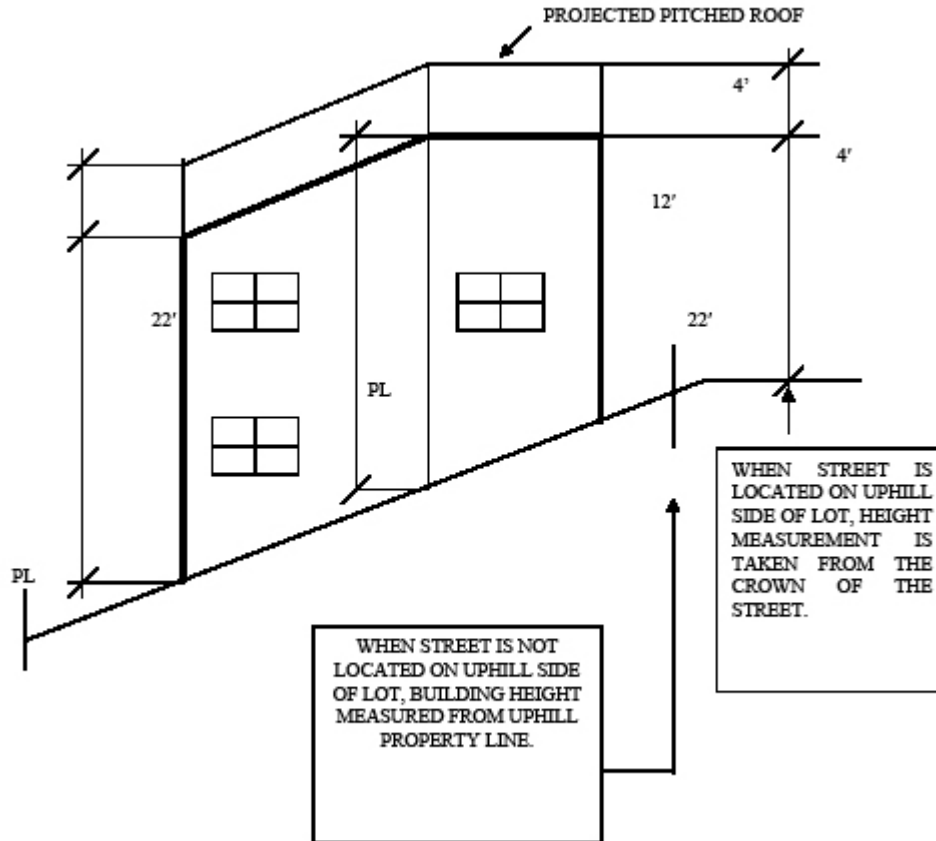 PROJECTED PITCHED ROOF
4'
4'
12'
22'
22'
PL
PL
WHEN STREET IS
LOCATED ON UPHILL
SIDE OF LOT, HEIGHT
MEASUREMENT IS
TAKEN FROM THE
CROWN OF THE
STREET.
WHEN STREET IS NOT
LOCATED ON UPHILL SIDE
OF LOT, BUILDING HEIGHT
MEASURED FROM UPHILL
PROPERTY LINE.